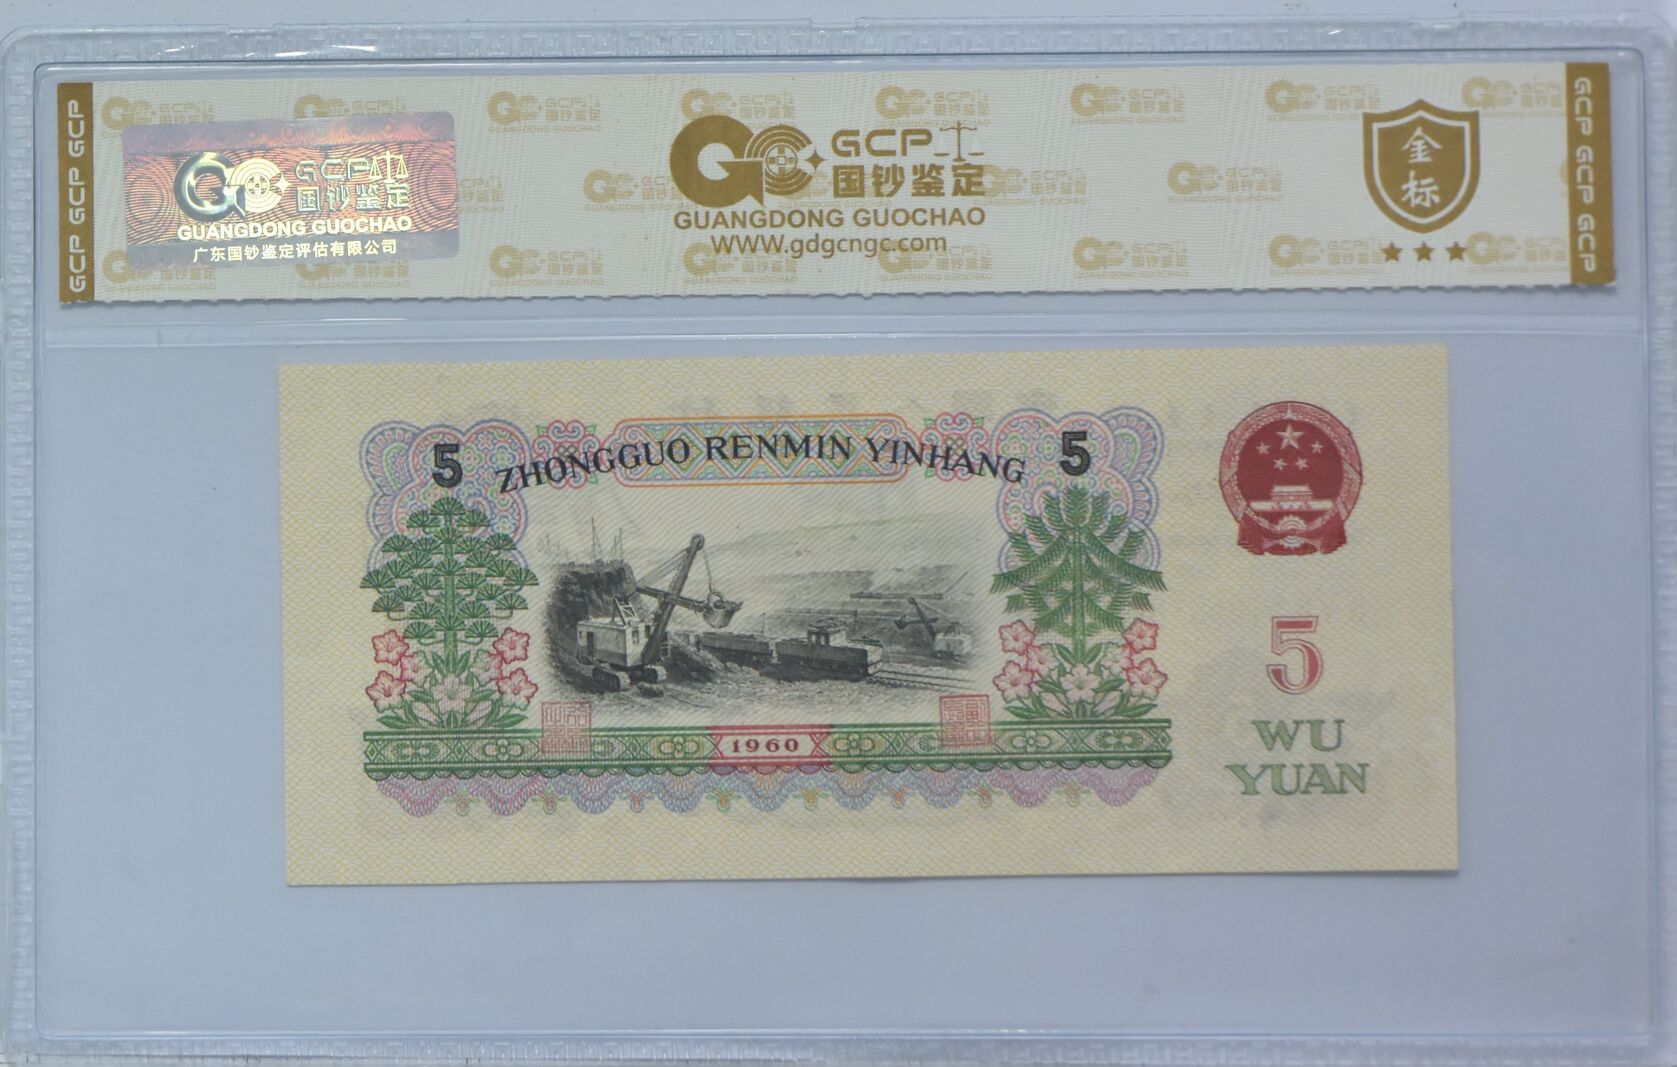 GCP GCP GCP
GCP
国钞鉴定
GUANGDONG GUOCHAO
广东国钞鉴定评估有限公司
GCP
国钞鉴定
GUANGDONG GUOCHAO
WWW.gdgcngc.com
金标
GCP GCP GCP
5
ZHONGGUO RENMIN YINHANG
5
5
WU
YUAN
1960